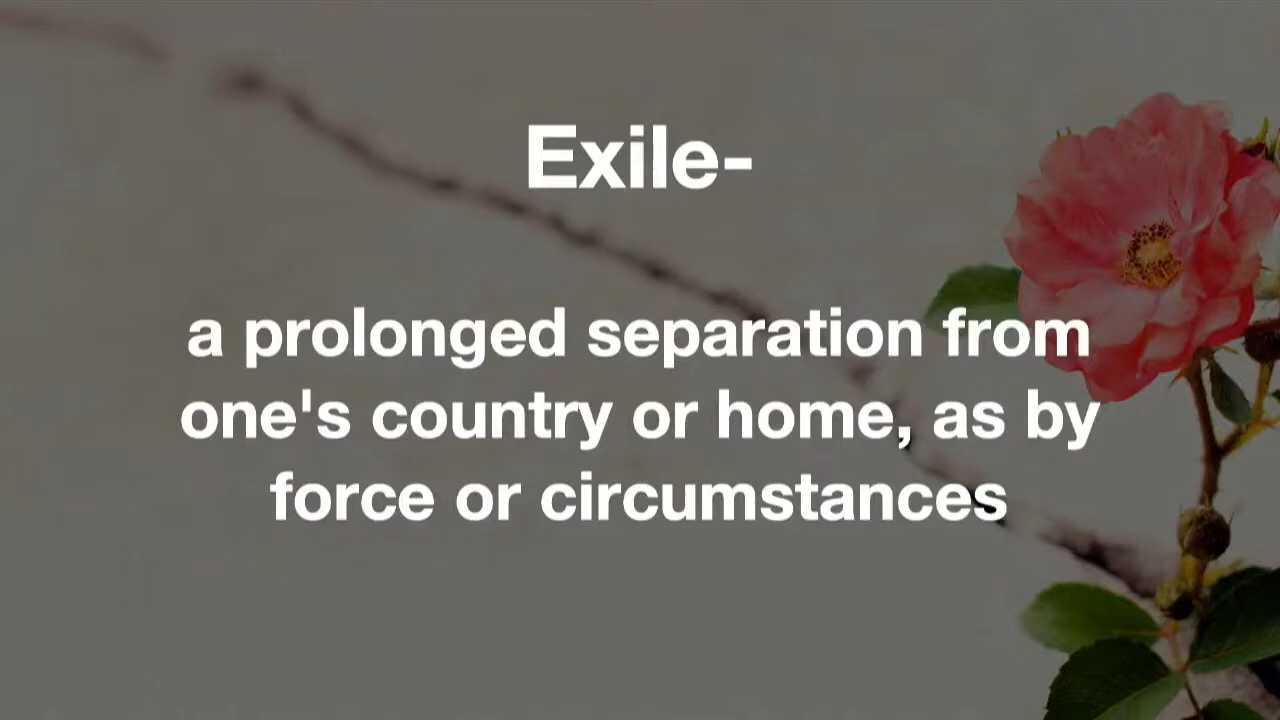 Exile-
a prolonged separation from
one's country or home, as by
force or circumstances